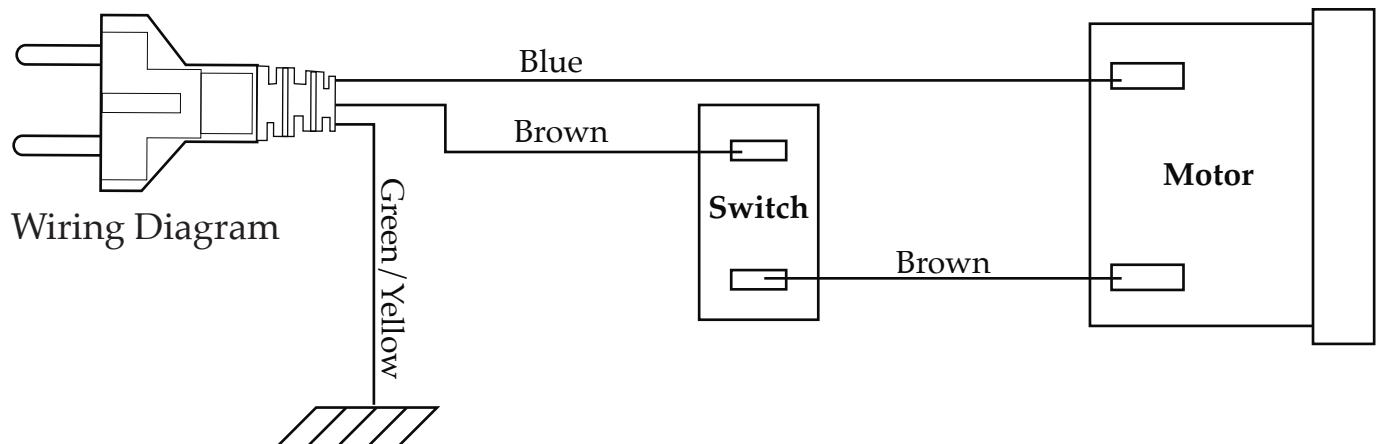 Blue
Brown
Switch
Motor
Wiring Diagram
Green/Yellow
Brown